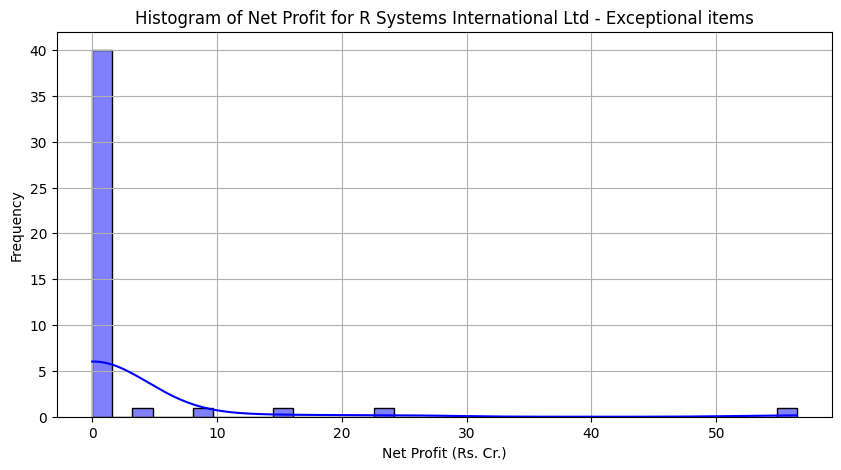 Histogram of Net Profit for R Systems International Ltd - Exceptional items
40
35
30
25
20
15
10
5
0
Frequency
0 10 20 30 40 50
Net Profit (Rs. Cr.)